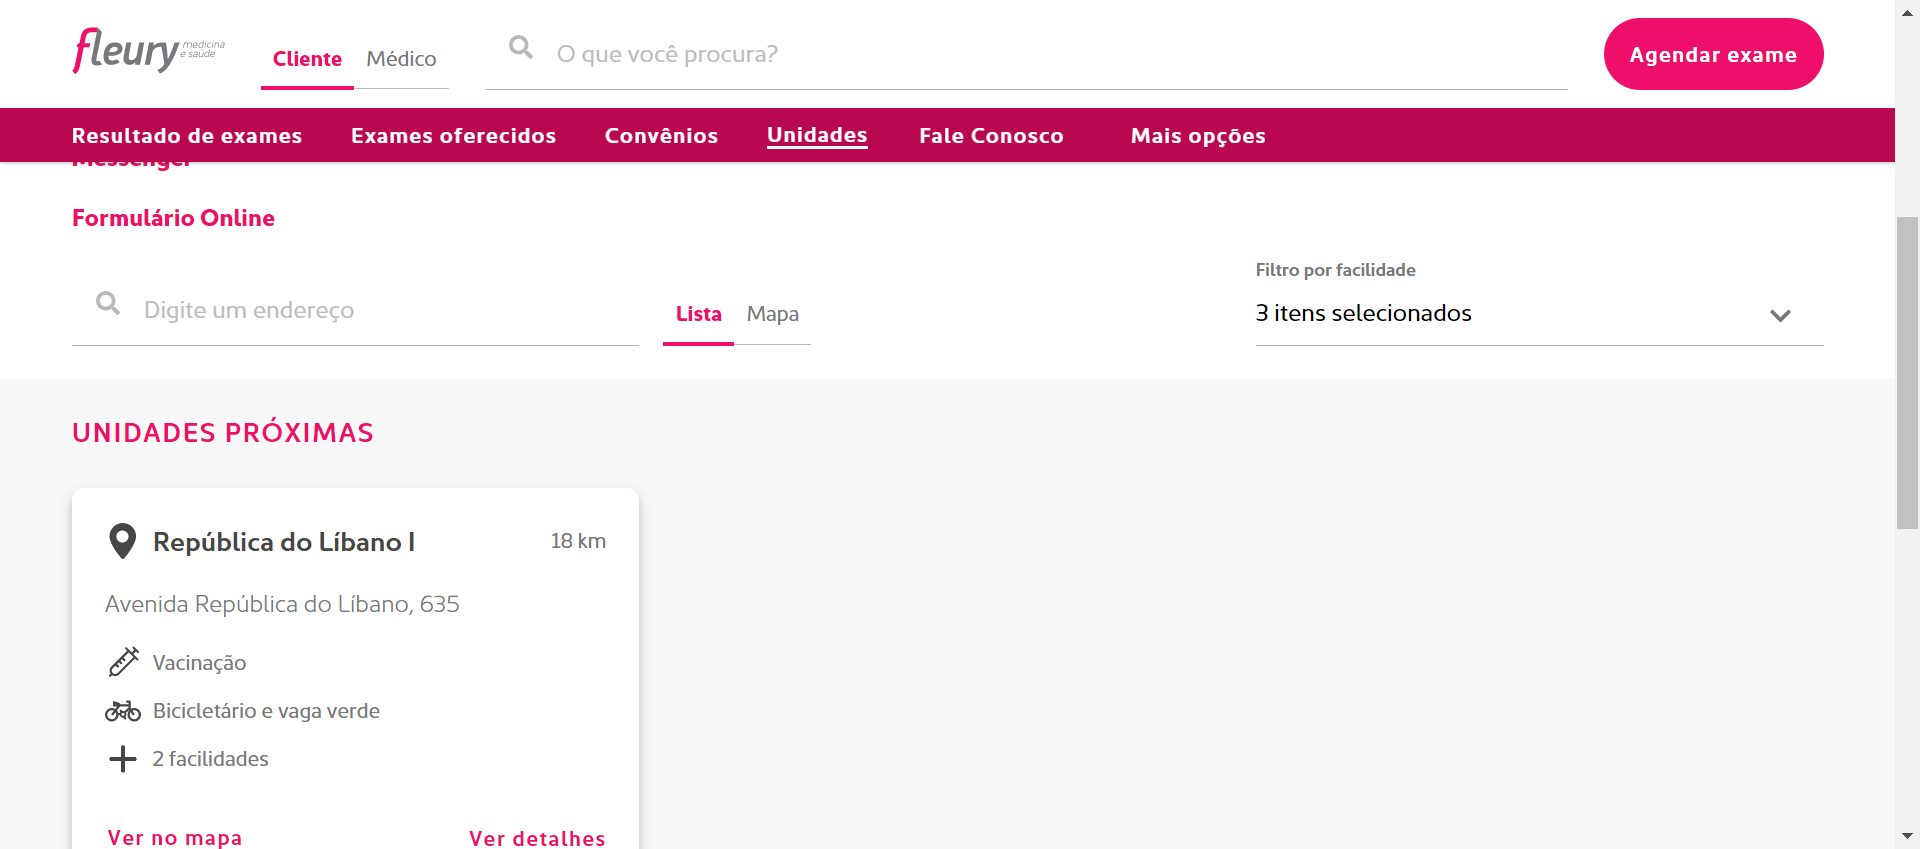 fleury medicina e saúde
Cliente
Médico
O que você procura?
Agendar exame
Resultado de exames
Exames oferecidos
Convênios
Unidades
Fale Conosco
Mais opções
Messenger
Formulário Online
Digite um endereço
Lista
Mapa
Filtro por facilidade
3 itens selecionados
UNIDADES PRÓXIMAS
República do Líbano I
18 km
Avenida República do Líbano, 635
Vacinação
Bicicletário e vaga verde
2 facilidades
Ver no mapa
Ver detalhes